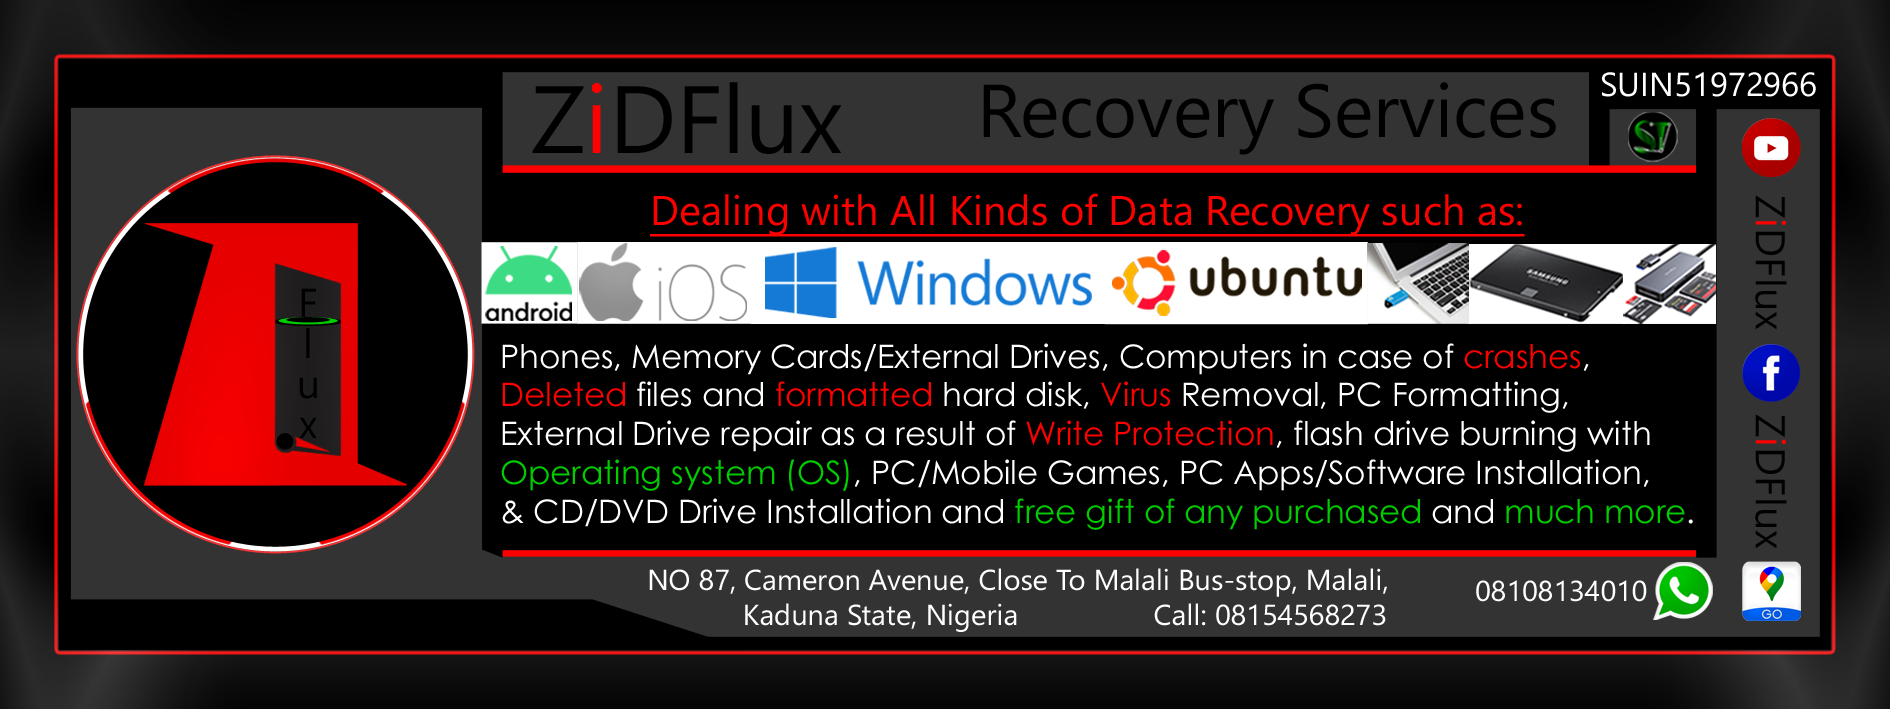 ZiDFlux Recovery Services
SUIN51972966
SI
Dealing with All Kinds of Data Recovery such as:
android
iOS
Windows
ubuntu
SAMSUNG
Flux
Phones, Memory Cards/External Drives, Computers in case of crashes,
Deleted files and formatted hard disk, Virus Removal, PC Formatting,
External Drive repair as a result of Write Protection, flash drive burning with
Operating system (OS), PC/Mobile Games, PC Apps/Software Installation,
& CD/DVD Drive Installation and free gift of any purchased and much more.
NO 87, Cameron Avenue, Close To Malali Bus-stop, Malali,
Kaduna State, Nigeria Call: 08154568273
08108134010
ZiDFlux
ZiDFlux
GO